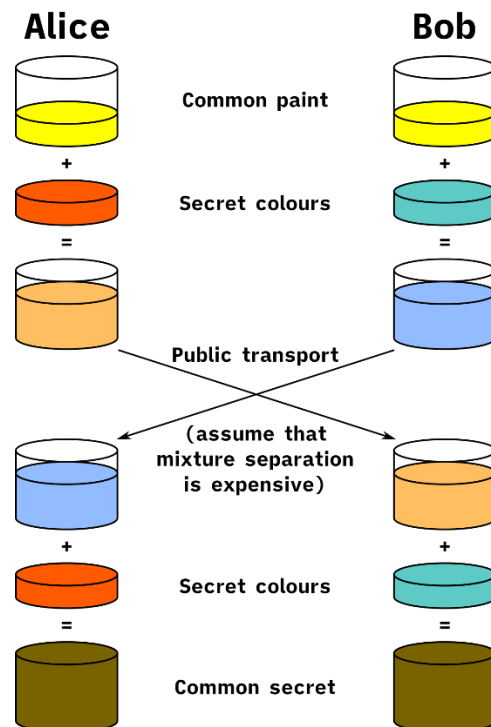 Alice
Bob
Common paint
+
+
Secret colours
=
=
Public transport
(assume that
mixture separation
is expensive)
+
+
Secret colours
=
=
Common secret